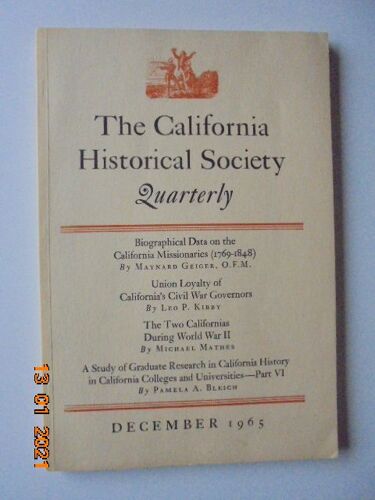 The California
Historical Society
Quarterly
Biographical Data on the
California Missionaries (1769-1848)
By Maynard Geiger, O.F.M.
Union Loyalty of
California's Civil War Governors
By Leo P. Kibby
The Two Californias
During World War II
By Michael Mathes
A Study of Graduate Research in California History
in California Colleges and Universities—Part VI
By Pamela A. Bleich
DECEMBER 1965
13 01 2021